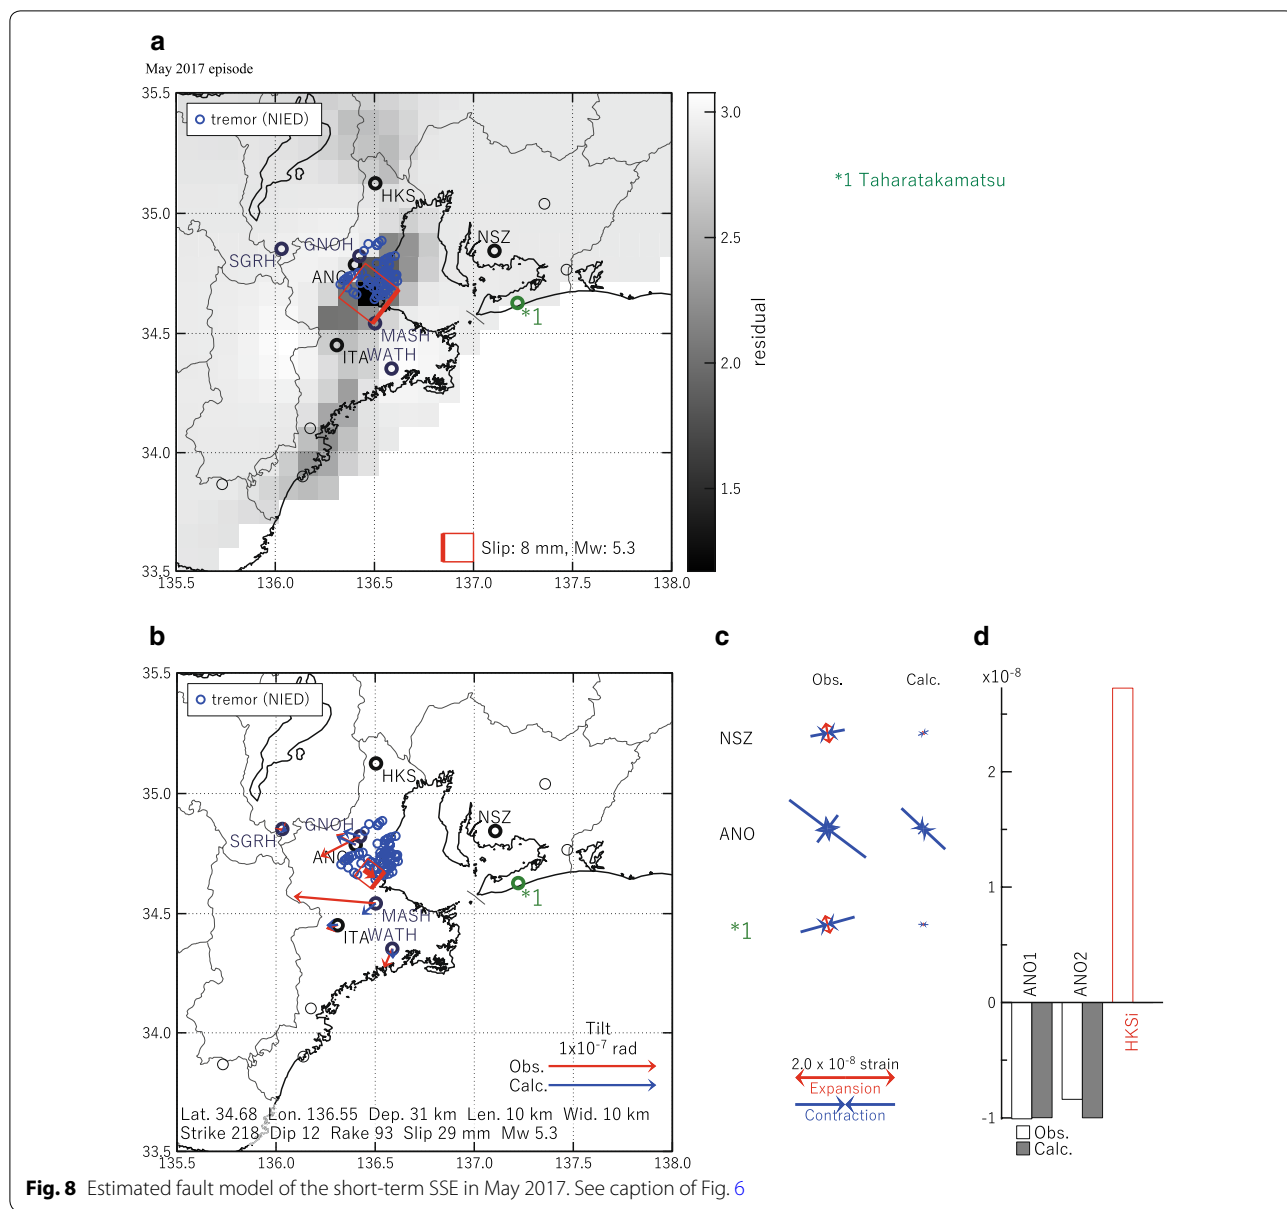 a
May 2017 episode
35.5
35.0
34.5
34.0
33.5
135.5 136.0 136.5 137.0 137.5 138.0
tremor (NIED)
HKS
GNOH
SGRH
ANO
NSZ
*1
MASH
ITA
WATH
Slip: 8 mm, Mw: 5.3
3.0
2.5
2.0
1.5
residual
*1 Taharatakamatsu
b
35.5
35.0
34.5
34.0
33.5
135.5 136.0 136.5 137.0 137.5 138.0
tremor (NIED)
HKS
GNOH
SGRH
ANO
NSZ
*1
MASH
ITA
WATH
Tilt
1x10⁻⁷ rad
Obs.
Calc.
Lat. 34.68 Lon. 136.55 Dep. 31 km Len. 10 km Wid. 10 km
Strike 218 Dip 12 Rake 93 Slip 29 mm Mw 5.3
c
Obs. Calc.
NSZ
ANO
*1
2.0 x 10⁻⁸ strain
Expansion
Contraction
d
x10⁻⁸
2
1
0
-1
ANO1
ANO2
HKSi
Obs.
Calc.
Fig. 8 Estimated fault model of the short-term SSE in May 2017. See caption of Fig. 6